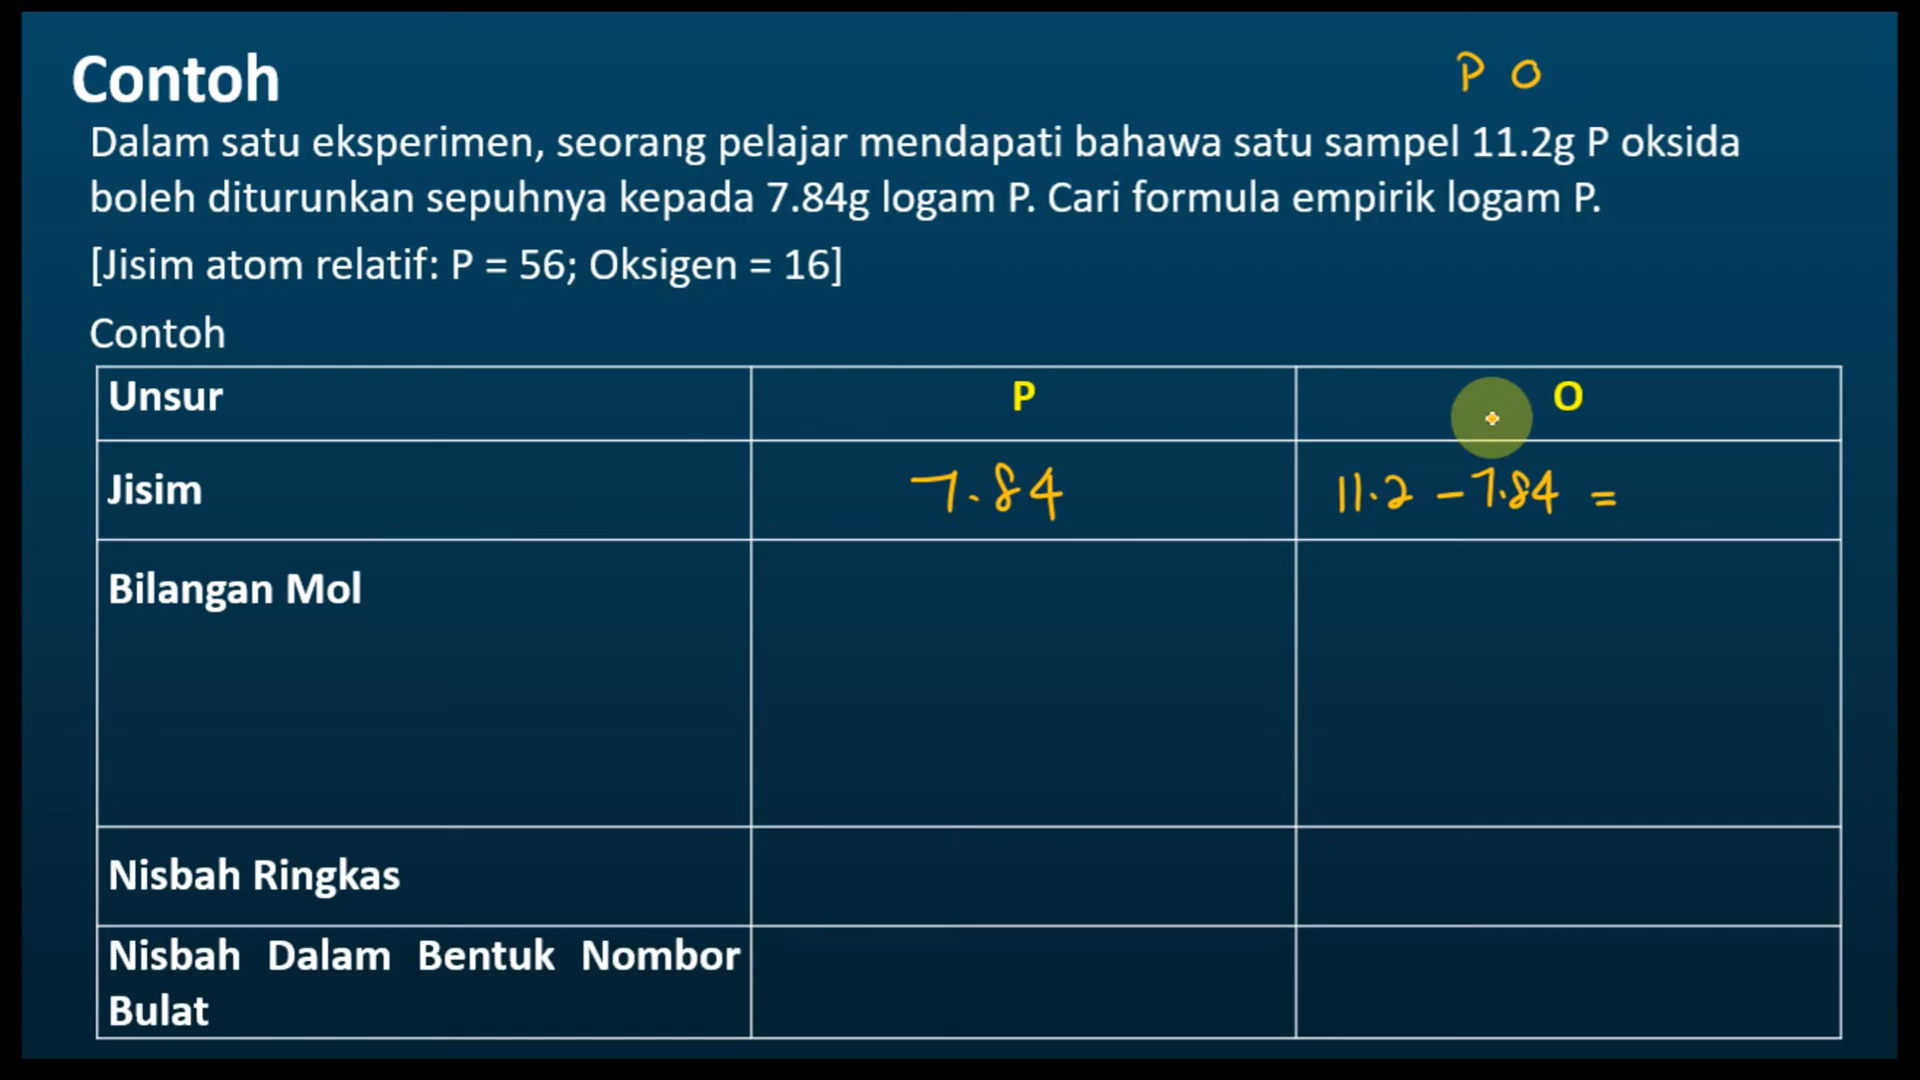 Contoh
P O
Dalam satu eksperimen, seorang pelajar mendapati bahawa satu sampel 11.2g P oksida
boleh diturunkan sepuhnya kepada 7.84g logam P. Cari formula empirik logam P.
[Jisim atom relatif: P = 56; Oksigen = 16]
Contoh
Unsur P O
Jisim 7.84 11.2 - 7.84 =
Bilangan Mol
Nisbah Ringkas
Nisbah Dalam Bentuk Nombor
Bulat